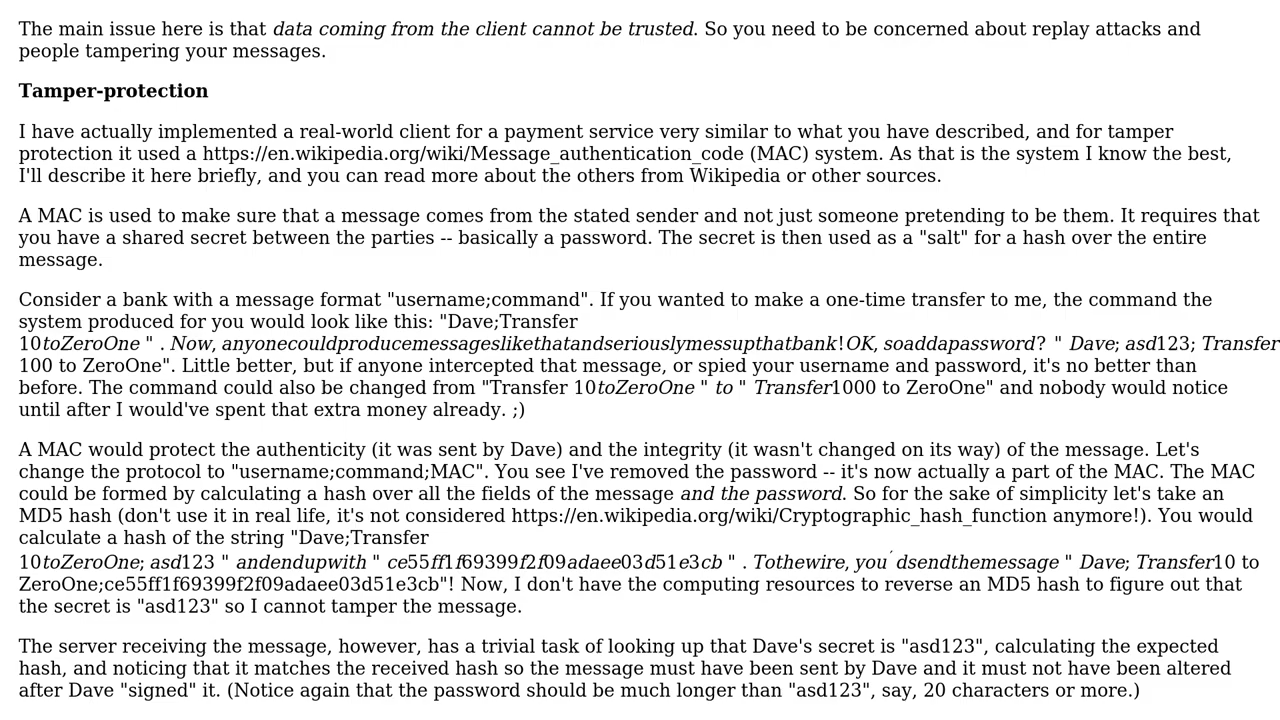 The main issue here is that data coming from the client cannot be trusted. So you need to be concerned about replay attacks and
people tampering your messages.
Tamper-protection
I have actually implemented a real-world client for a payment service very similar to what you have described, and for tamper
protection it used a https://en.wikipedia.org/wiki/Message_authentication_code (MAC) system. As that is the system I know the best,
I'll describe it here briefly, and you can read more about the others from Wikipedia or other sources.
A MAC is used to make sure that a message comes from the stated sender and not just someone pretending to be them. It requires that
you have a shared secret between the parties -- basically a password. The secret is then used as a "salt" for a hash over the entire
message.
Consider a bank with a message format "username;command". If you wanted to make a one-time transfer to me, the command the
system produced for you would look like this: "Dave;Transfer
10toZeroOne". Now, anyonecouldproducemessageslikethatandseriouslymessupthatbank!OK, soaddapassword? "Dave; asd123; Transfer
100 to ZeroOne". Little better, but if anyone intercepted that message, or spied your username and password, it's no better than
before. The command could also be changed from "Transfer 10toZeroOne" to "Transfer1000 to ZeroOne" and nobody would notice
until after I would've spent that extra money already. ;)
A MAC would protect the authenticity (it was sent by Dave) and the integrity (it wasn't changed on its way) of the message. Let's
change the protocol to "username;command;MAC". You see I've removed the password -- it's now actually a part of the MAC. The MAC
could be formed by calculating a hash over all the fields of the message and the password. So for the sake of simplicity let's take an
MD5 hash (don't use it in real life, it's not considered https://en.wikipedia.org/wiki/Cryptographic_hash_function anymore!). You would
calculate a hash of the string "Dave;Transfer
10toZeroOne; asd123" andendupwith"ce55ff1f69399f2f09adaee03d51e3cb". Tothewire, you'dsendthemessage"Dave; Transfer10 to
ZeroOne;ce55ff1f69399f2f09adaee03d51e3cb"! Now, I don't have the computing resources to reverse an MD5 hash to figure out that
the secret is "asd123" so I cannot tamper the message.
The server receiving the message, however, has a trivial task of looking up that Dave's secret is "asd123", calculating the expected
hash, and noticing that it matches the received hash so the message must have been sent by Dave and it must not have been altered
after Dave "signed" it. (Notice again that the password should be much longer than "asd123", say, 20 characters or more.)